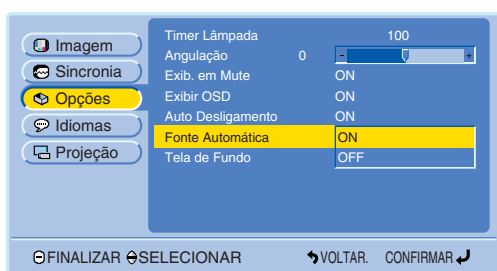 Imagem
Sincronia
Opções
Idiomas
Projeção
Timer Lâmpada 100
Angulação 0 - +
Exib. em Mute ON
Exibir OSD ON
Auto Desligamento ON
Fonte Automática ON
Tela de Fundo OFF
FINALIZAR SELECIONAR VOLTAR. CONFIRMAR